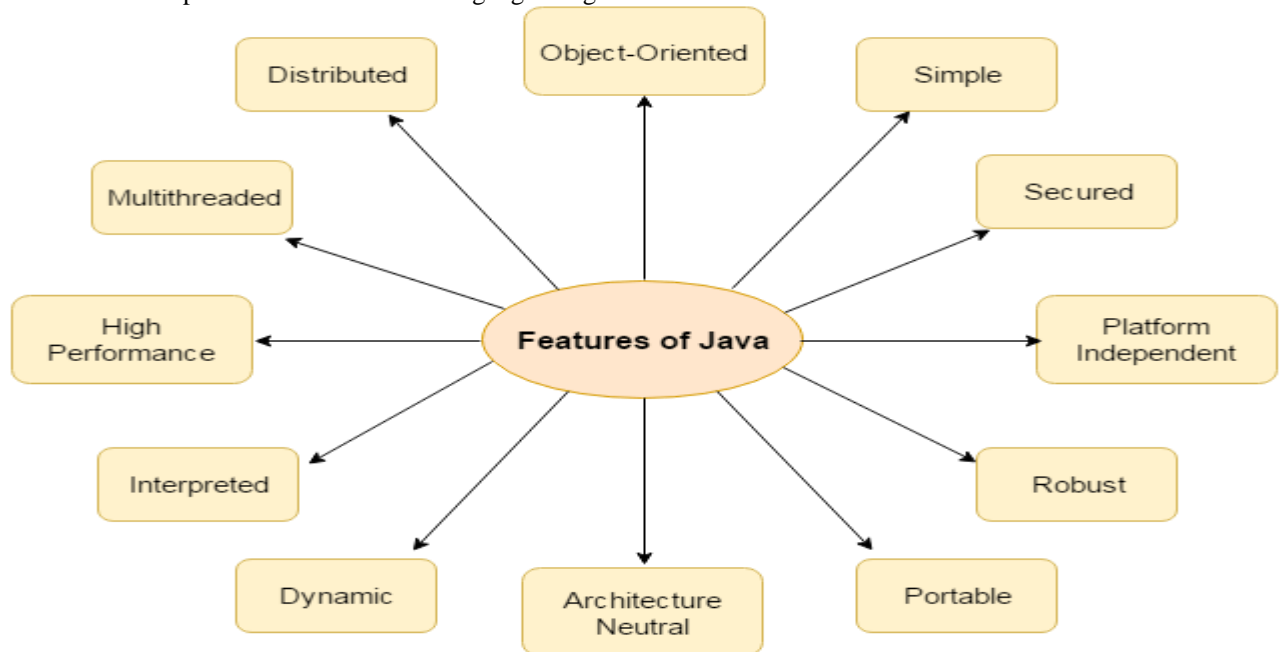 Object-Oriented
Distributed
Simple
Multithreaded
Secured
High
Performance
Features of Java
Platform
Independent
Interpreted
Robust
Dynamic
Architecture
Neutral
Portable